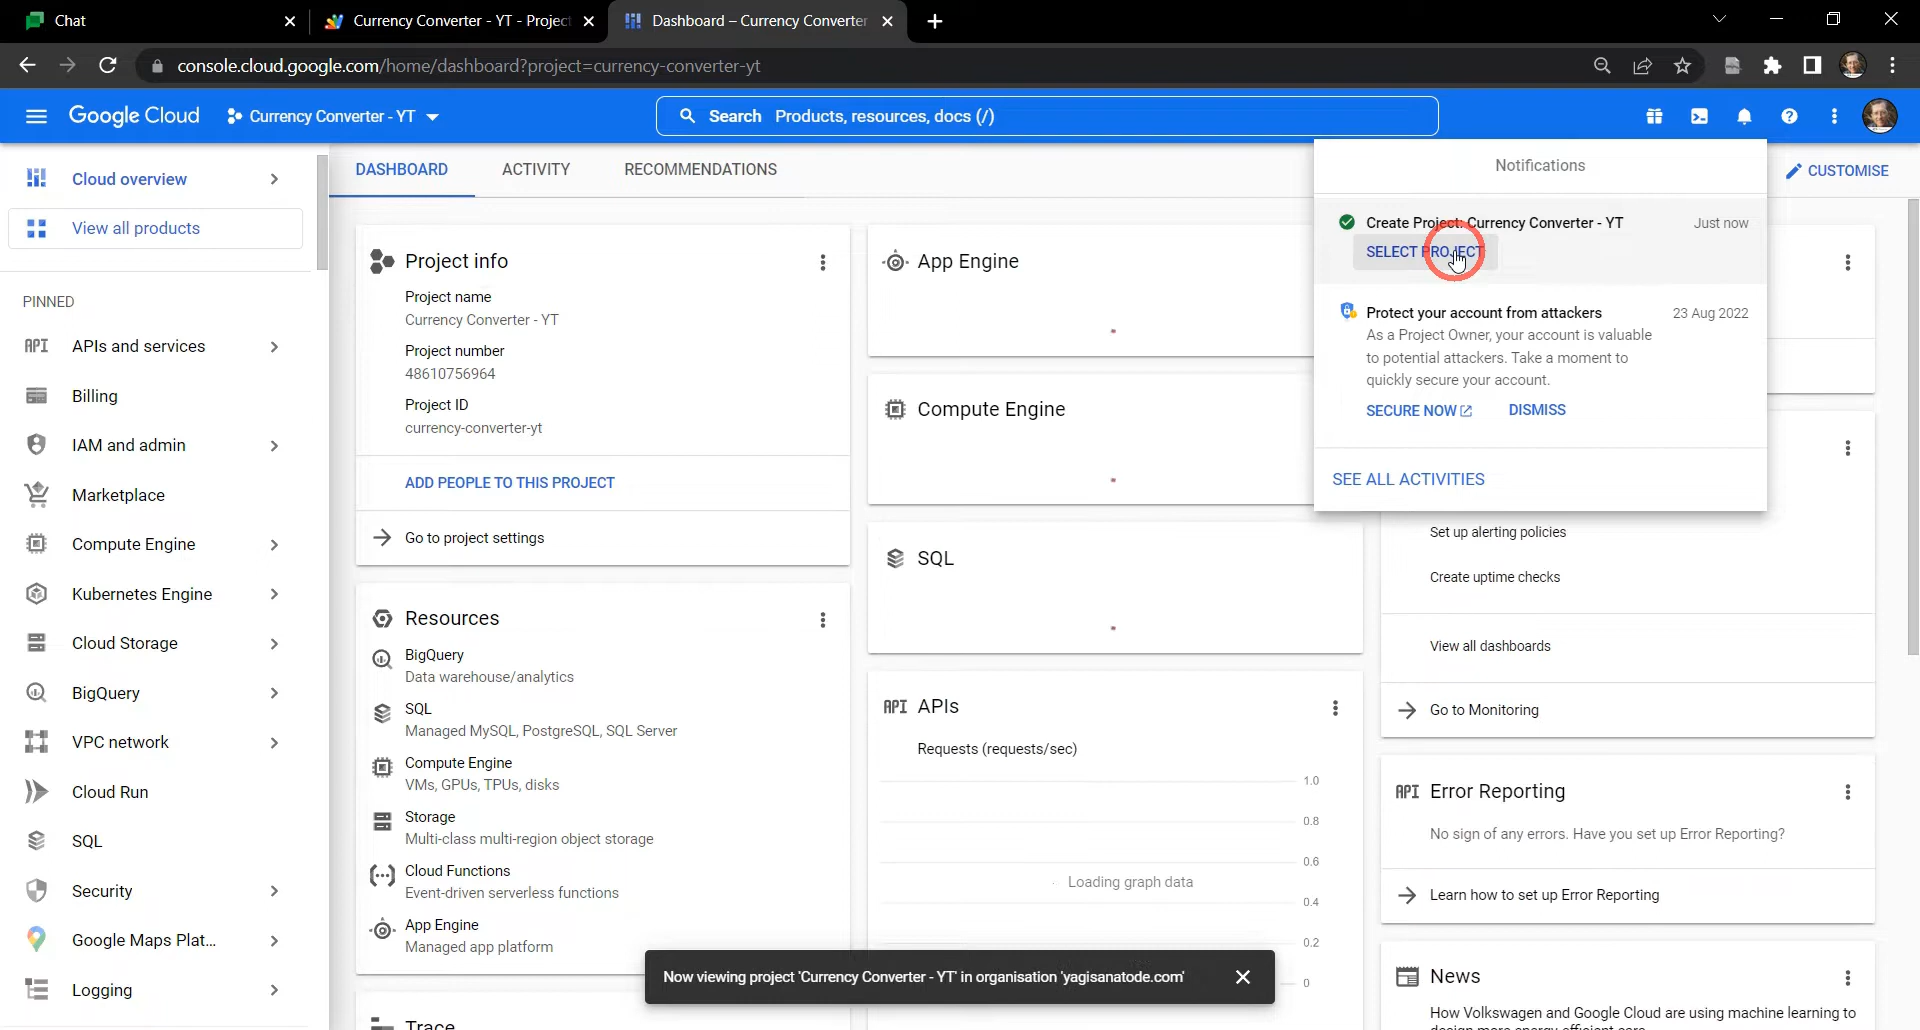 Chat
Currency Converter - YT - Project
Dashboard – Currency Converter
console.cloud.google.com/home/dashboard?project=currency-converter-yt
Google Cloud
Currency Converter - YT
Search Products, resources, docs (/)
Cloud overview
View all products
PINNED
API APIs and services
Billing
IAM and admin
Marketplace
Compute Engine
Kubernetes Engine
Cloud Storage
BigQuery
VPC network
Cloud Run
SQL
Security
Google Maps Plat...
Logging
DASHBOARD
ACTIVITY
RECOMMENDATIONS
CUSTOMISE
Project info
Project name
Currency Converter - YT
Project number
48610756964
Project ID
currency-converter-yt
ADD PEOPLE TO THIS PROJECT
Go to project settings
Resources
BigQuery
Data warehouse/analytics
SQL
Managed MySQL, PostgreSQL, SQL Server
Compute Engine
VMs, GPUs, TPUs, disks
Storage
Multi-class multi-region object storage
Cloud Functions
Event-driven serverless functions
App Engine
Managed app platform
Trace
App Engine
Compute Engine
SQL
API APIs
Requests (requests/sec)
1.0
0.8
0.6
Loading graph data
0.4
0.2
0
Notifications
Create Project: Currency Converter - YT
Just now
SELECT PROJECT
Protect your account from attackers
23 Aug 2022
As a Project Owner, your account is valuable
to potential attackers. Take a moment to
quickly secure your account.
SECURE NOW
DISMISS
SEE ALL ACTIVITIES
Set up alerting policies
Create uptime checks
View all dashboards
Go to Monitoring
API Error Reporting
No sign of any errors. Have you set up Error Reporting?
Learn how to set up Error Reporting
News
How Volkswagen and Google Cloud are using machine learning to
design more energy-efficient cars
Now viewing project 'Currency Converter - YT' in organisation 'yagisanatode.com'